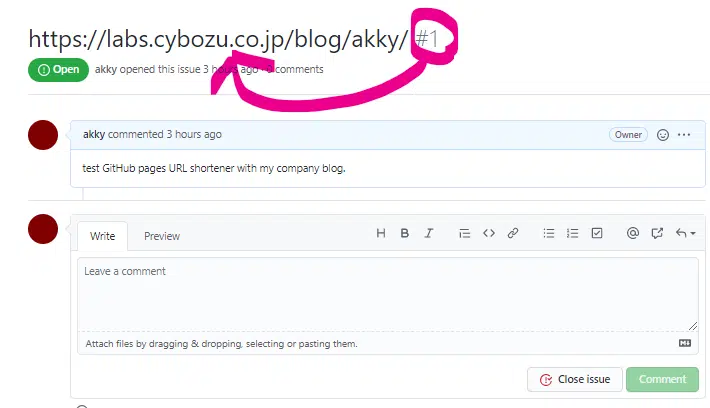 https://labs.cybozu.co.jp/blog/akky/ #1
Open akky opened this issue 3 hours ago · 0 comments
akky commented 3 hours ago Owner
test GitHub pages URL shortener with my company blog.
Write Preview H B I
Leave a comment
Attach files by dragging & dropping, selecting or pasting them.
Close issue Comment